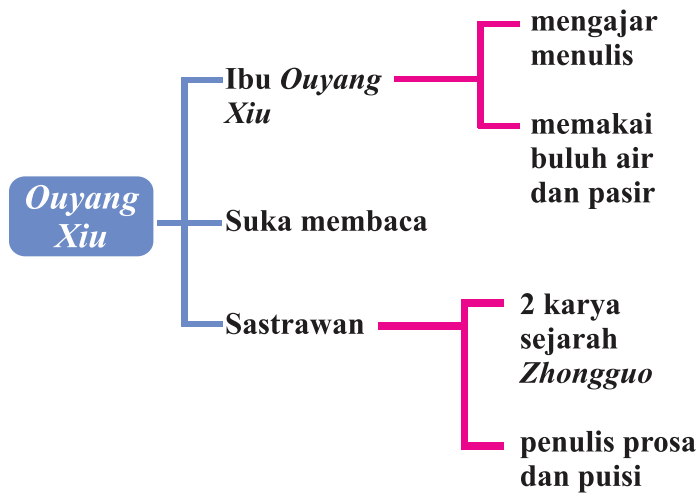 Ouyang
Xiu
Ibu Ouyang
Xiu
mengajar
menulis
memakai
buluh air
dan pasir
Suka membaca
Sastrawan
2 karya
sejarah
Zhongguo
penulis prosa
dan puisi